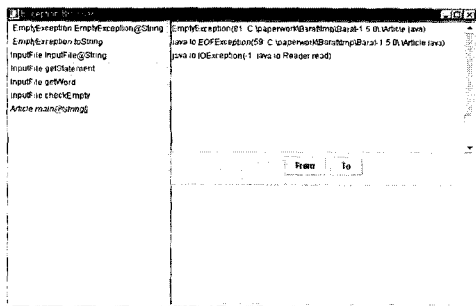 Exception Browser
EmptyException EmptyException@String
EmptyException toString
InputFile InputFile@String
InputFile getStatement
InputFile getWord
InputFile checkEmpty
Article main@String[]
EmptyException(81 C \paperwork\Barat\tmp\Barat-1 5 0\ \Article java)
java io EOFException(59 C \paperwork\Barat\tmp\Barat-1 5 0\ \Article java)
java io IOException(-1 java io Reader read)
From To